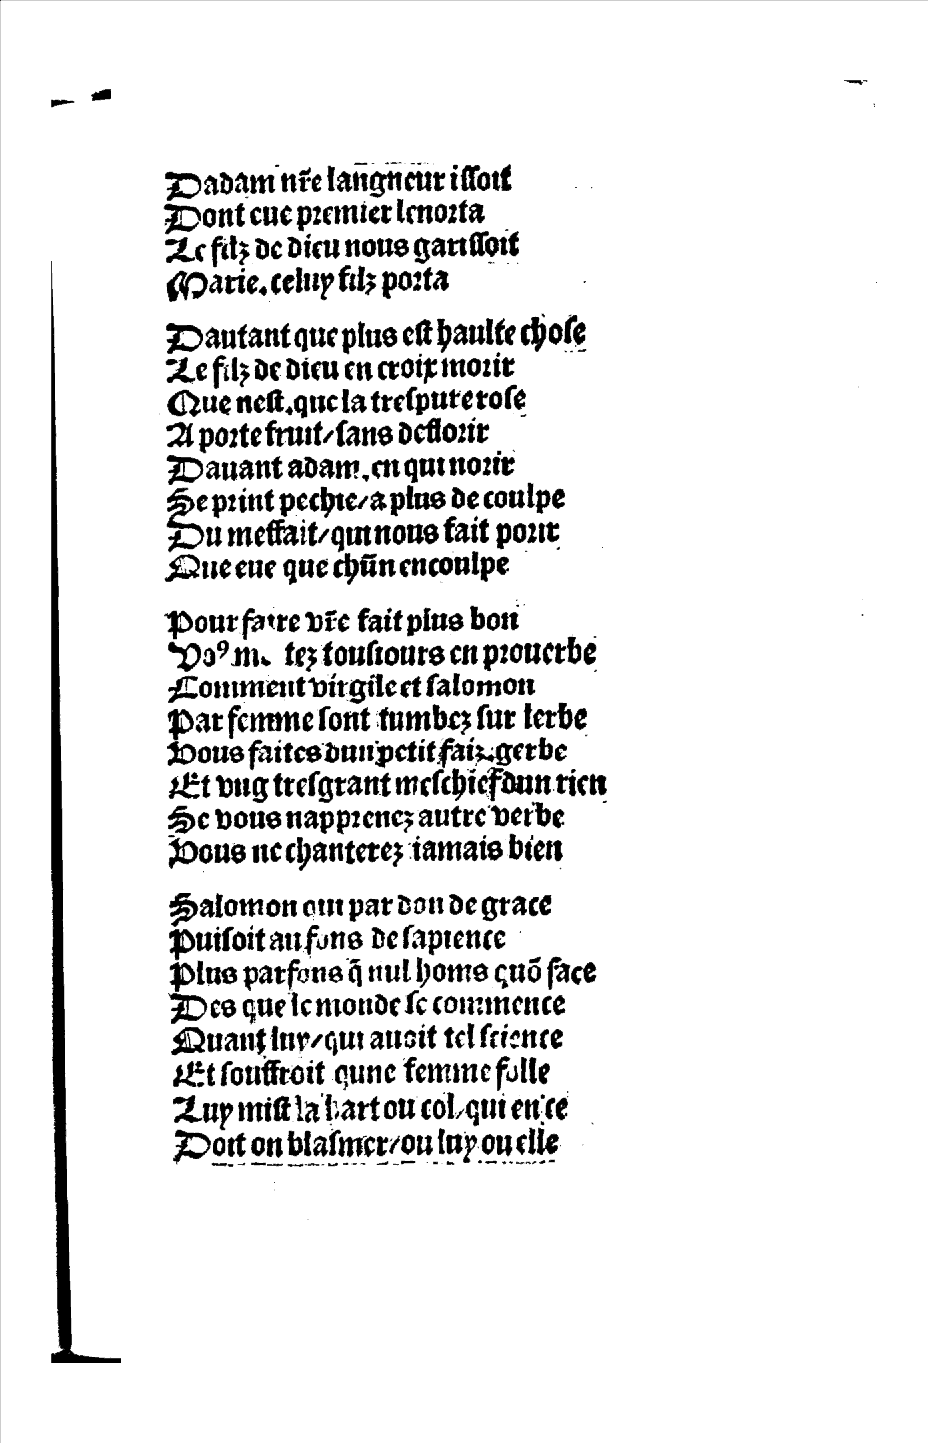 Dadam nr̃e langueur issoit
Dont eue premier lenorta
Le filz de dieu nous garissoit
Marie. celuy filz porta
Dautant que plus est haulte chose
Le filz de dieu en croix morir
Que nest. que la trespure rose
A porte fruit/sans deflorir
Dauant adam. en qui norir
Se print pechie/a plus de coulpe
Du meffait/qui nous fait porir
Que eue que chũn encoulpe
Pour faire vr̃e fait plus bon
Voꝰ tez tousiours en prouerbe
Comment virgile et salomon
Par femme sont tumbez sur lerbe
Vous faites dun petit faiz. gerbe
Et vng tresgrant meschief dun rien
Se vous napprenez autre verbe
Vous ne chanterez iamais bien
Salomon qui par don de grace
Puisoit au fons de sapience
Plus parfons q̃ nul homs quõ sace
Des que le monde se commence
Quant luy/qui auoit tel science
Et souffroit qune femme folle
Luy mist la hart ou col/qui en ce
Doit on blasmer/ou luy ou elle